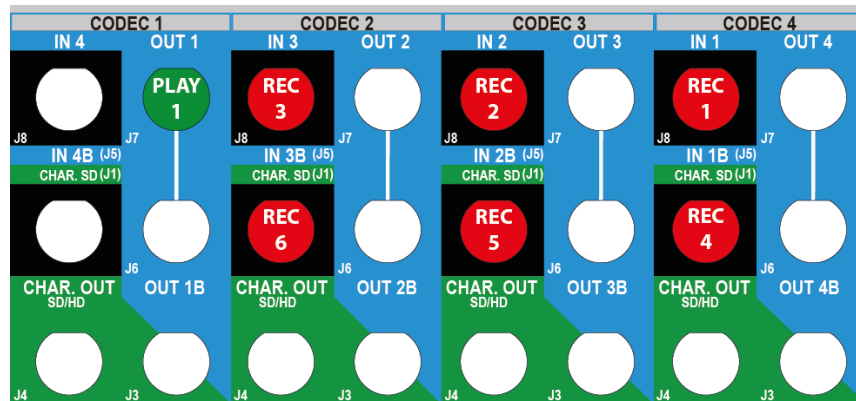 CODEC 1 CODEC 2 CODEC 3 CODEC 4
IN 4 OUT 1 IN 3 OUT 2 IN 2 OUT 3 IN 1 OUT 4
PLAY REC REC REC
1 3 2 1
J8 J7 J8 J7 J8 J7 J8 J7
IN 4B (J5) IN 3B (J5) IN 2B (J5) IN 1B (J5)
CHAR. SD (J1) CHAR. SD (J1) CHAR. SD (J1) CHAR. SD (J1)
REC REC REC
6 5 4
J6 J6 J6 J6
CHAR. OUT OUT 1B CHAR. OUT OUT 2B CHAR. OUT OUT 3B CHAR. OUT OUT 4B
SD/HD SD/HD SD/HD SD/HD
J4 J3 J4 J3 J4 J3 J4 J3